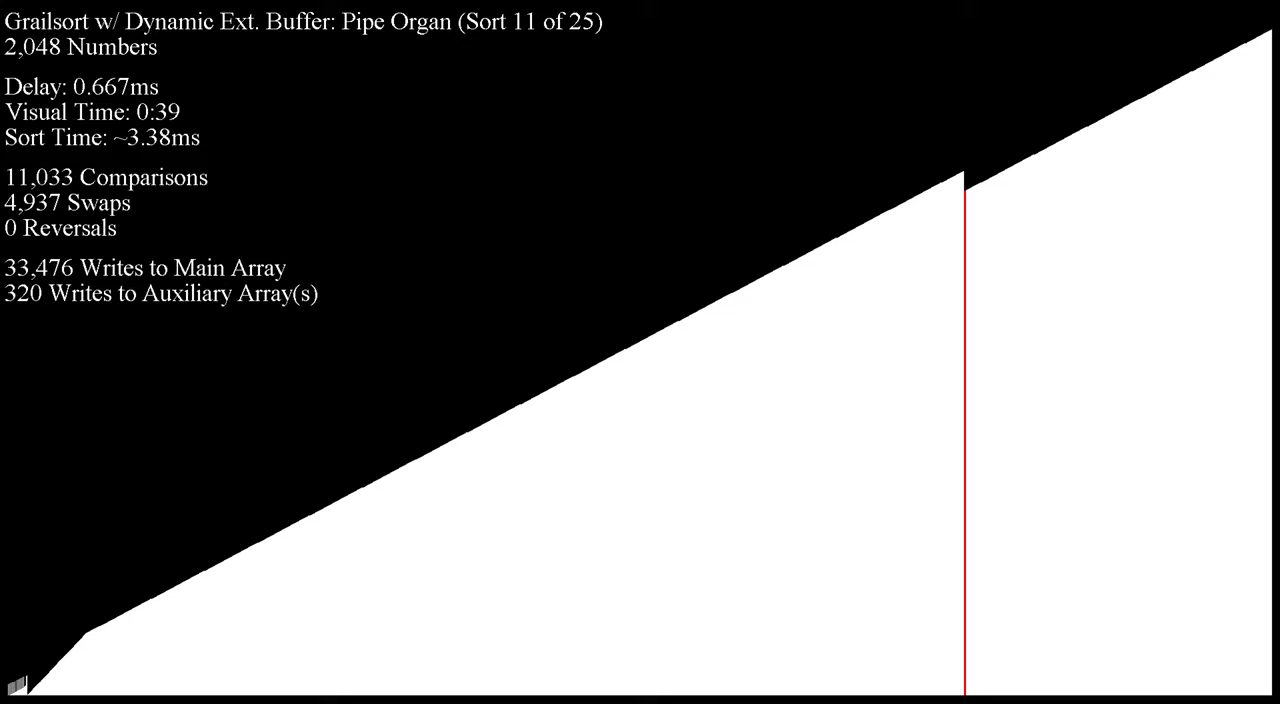 Grailsort w/ Dynamic Ext. Buffer: Pipe Organ (Sort 11 of 25)
2,048 Numbers
Delay: 0.667ms
Visual Time: 0:39
Sort Time: ~3.38ms
11,033 Comparisons
4,937 Swaps
0 Reversals
33,476 Writes to Main Array
320 Writes to Auxiliary Array(s)